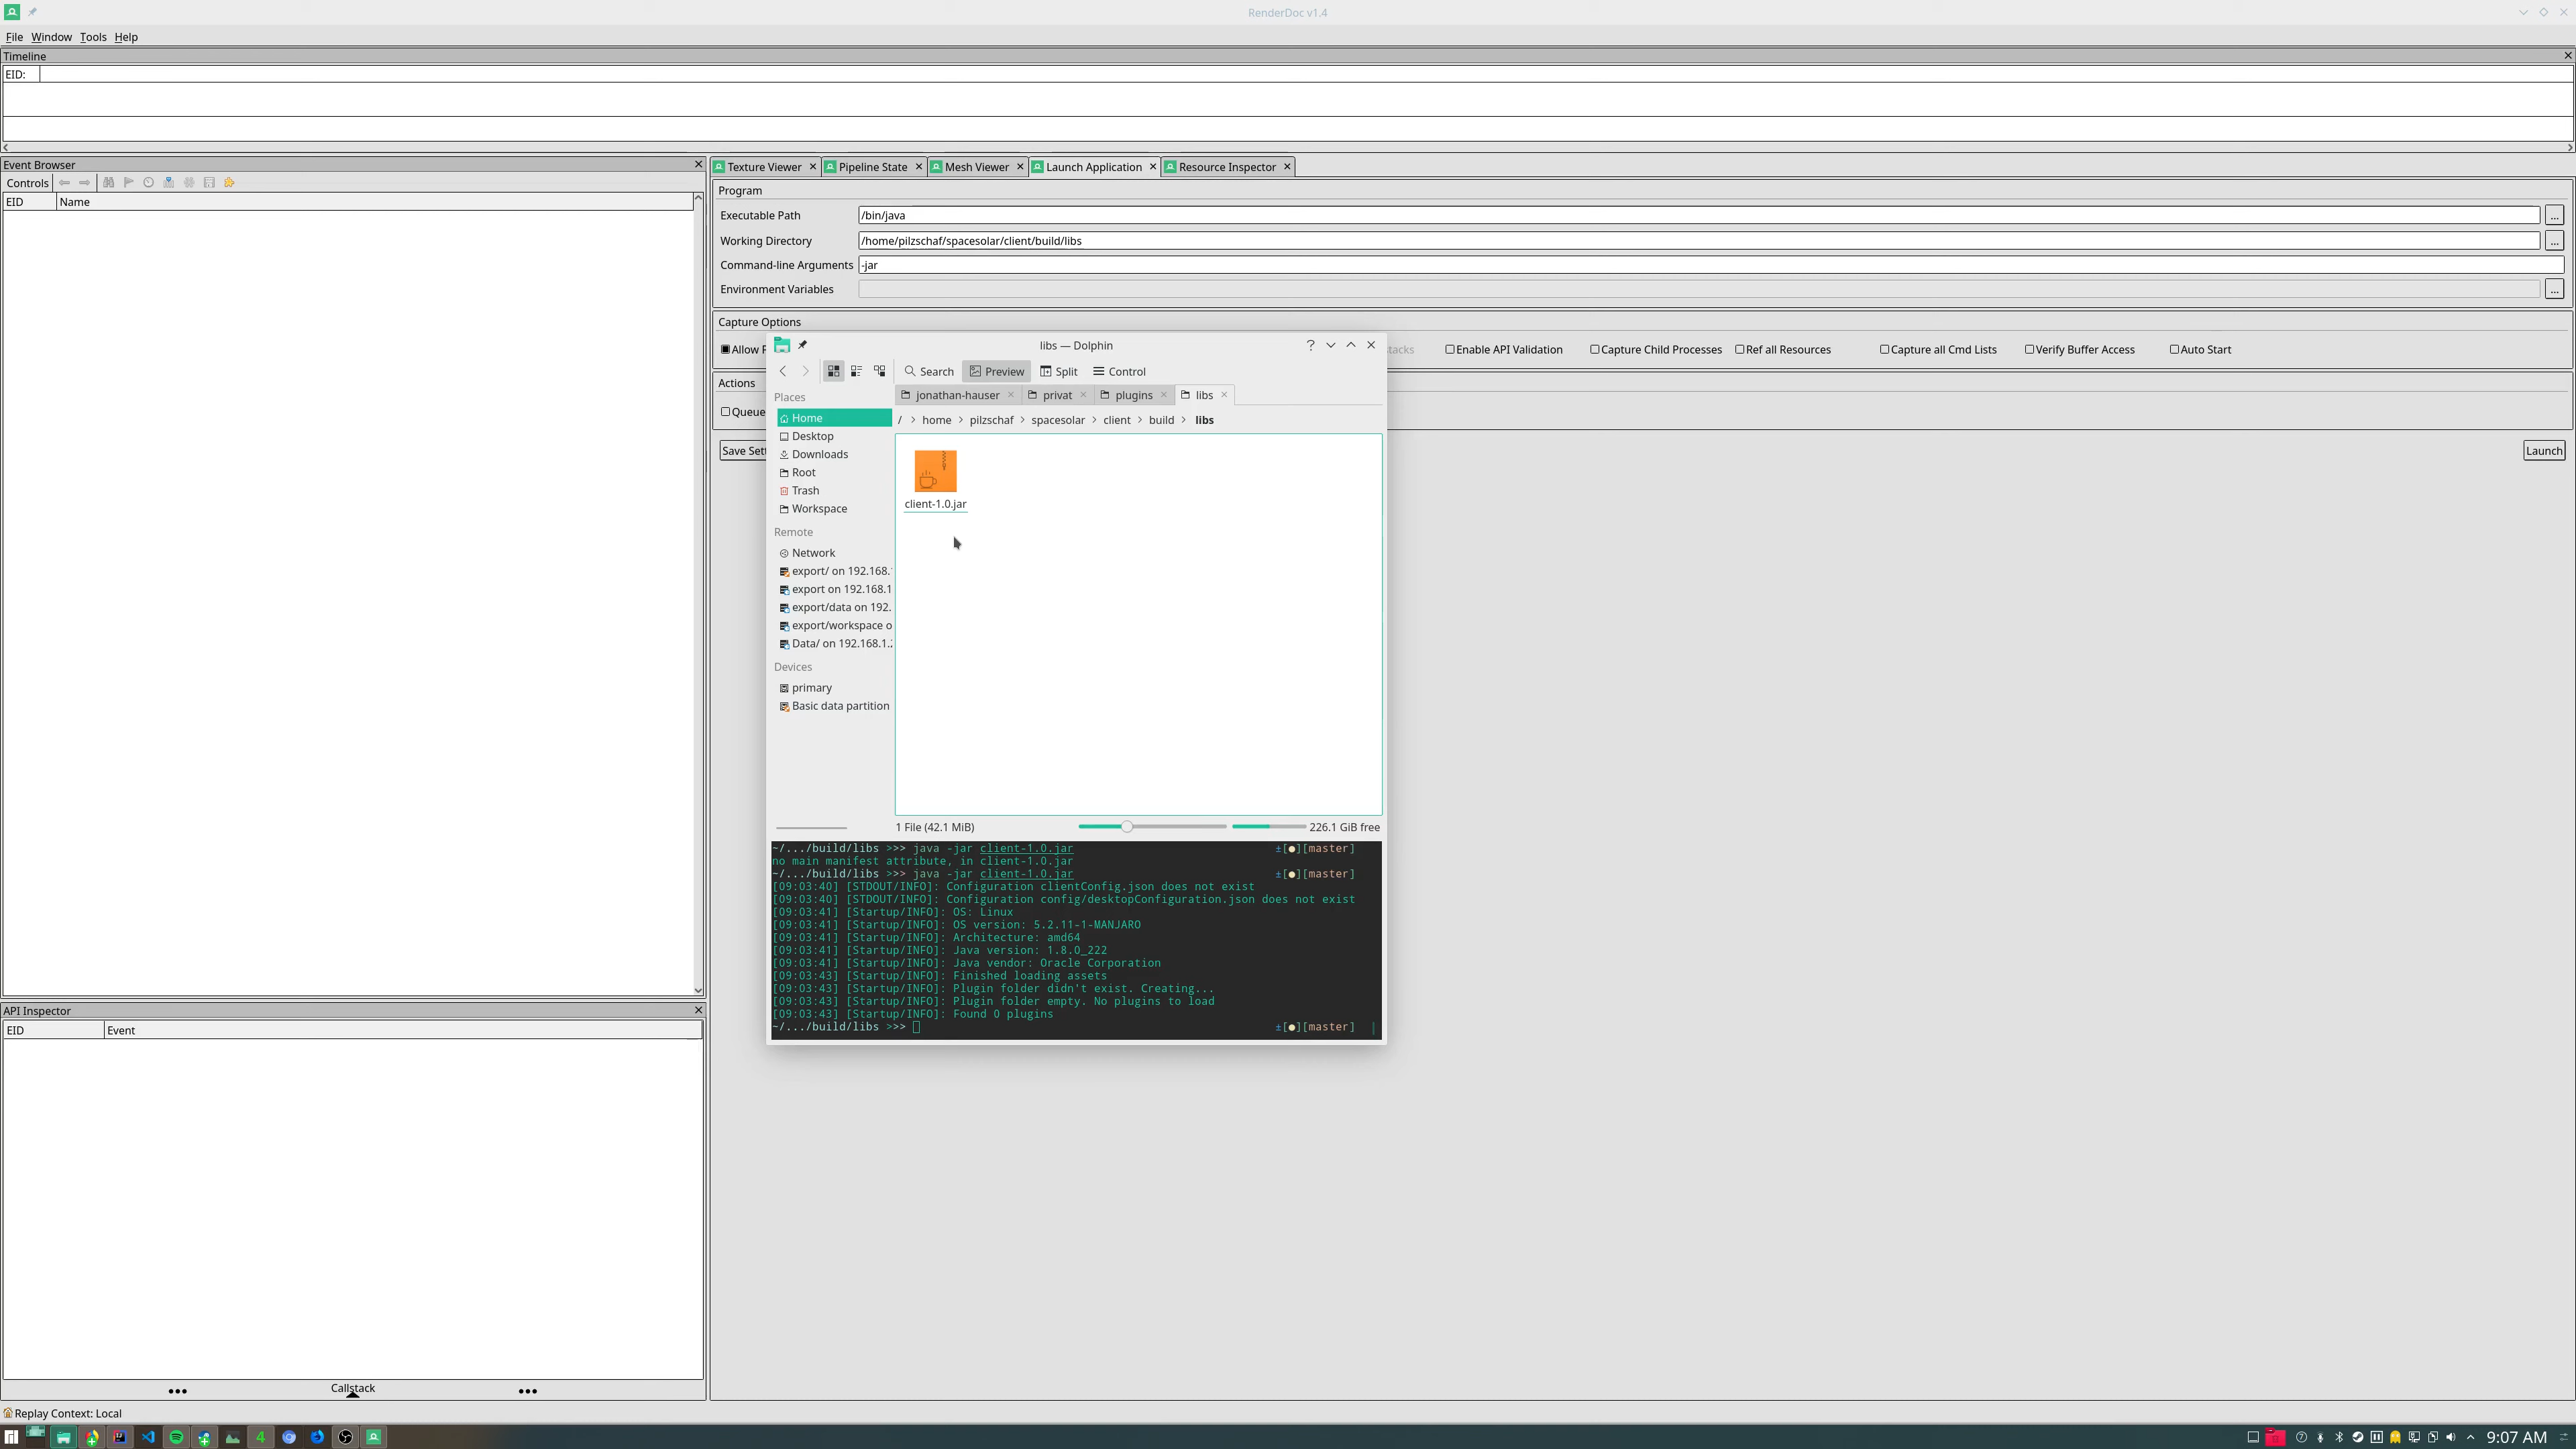 RenderDoc v1.4
File Window Tools Help
Timeline
EID:
Event Browser
Controls
EID Name
Texture Viewer Pipeline State Mesh Viewer Launch Application Resource Inspector
Program
Executable Path /bin/java ...
Working Directory /home/pilzschaf/spacesolar/client/build/libs ...
Command-line Arguments -jar
Environment Variables ...
Capture Options
Allow F
stacks Enable API Validation Capture Child Processes Ref all Resources Capture all Cmd Lists Verify Buffer Access Auto Start
Actions
Queue
Save Sett
Launch
libs — Dolphin
Search Preview Split Control
jonathan-hauser privat plugins libs
/ > home > pilzschaf > spacesolar > client > build > libs
Places
Home
Desktop
Downloads
Root
Trash
Workspace
Remote
Network
export/ on 192.168.
export on 192.168.1
export/data on 192.
export/workspace o
Data/ on 192.168.1.2
Devices
primary
Basic data partition
client-1.0.jar
1 File (42.1 MiB) 226.1 GiB free
~/.../build/libs >>> java -jar client-1.0.jar ±[●][master]
no main manifest attribute, in client-1.0.jar
~/.../build/libs >>> java -jar client-1.0.jar ±[●][master]
[09:03:40] [STDOUT/INFO]: Configuration clientConfig.json does not exist
[09:03:40] [STDOUT/INFO]: Configuration config/desktopConfiguration.json does not exist
[09:03:41] [Startup/INFO]: OS: Linux
[09:03:41] [Startup/INFO]: OS version: 5.2.11-1-MANJARO
[09:03:41] [Startup/INFO]: Architecture: amd64
[09:03:41] [Startup/INFO]: Java version: 1.8.0_222
[09:03:41] [Startup/INFO]: Java vendor: Oracle Corporation
[09:03:43] [Startup/INFO]: Finished loading assets
[09:03:43] [Startup/INFO]: Plugin folder didn't exist. Creating...
[09:03:43] [Startup/INFO]: Plugin folder empty. No plugins to load
[09:03:43] [Startup/INFO]: Found 0 plugins
~/.../build/libs >>> ±[●][master]
API Inspector
EID Event
Callstack
Replay Context: Local
9:07 AM